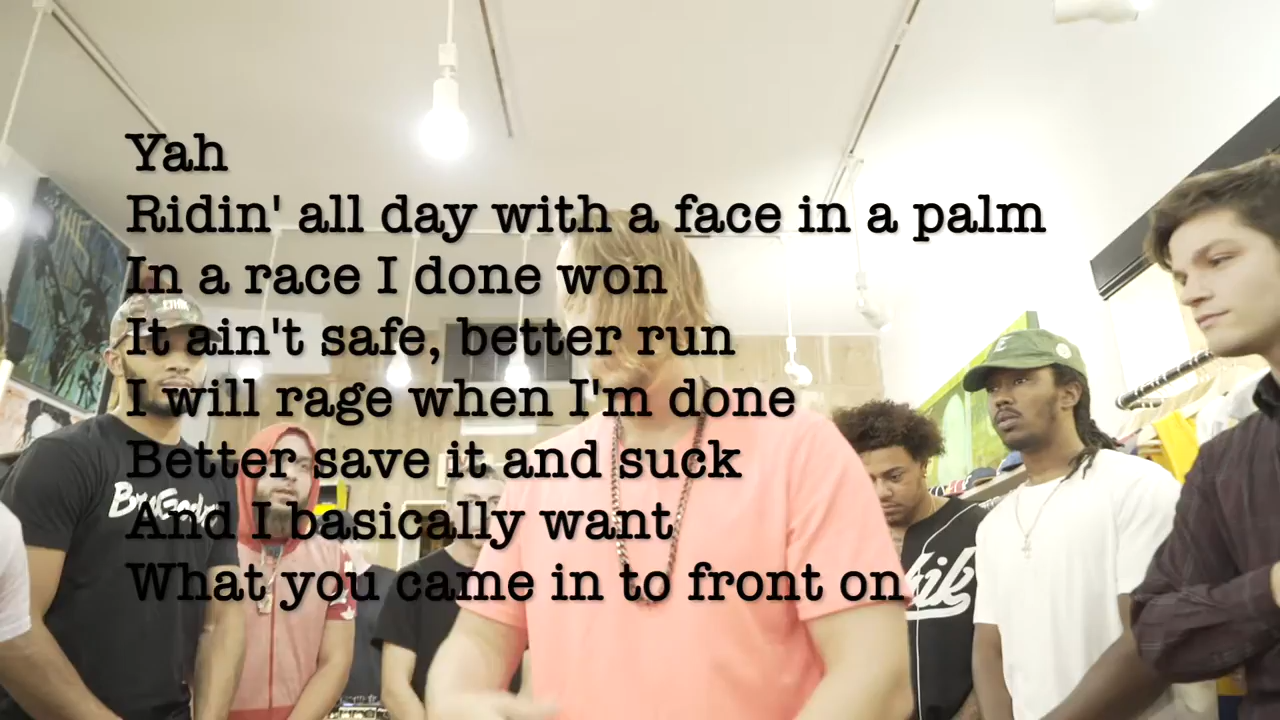 Yah
Ridin' all day with a face in a palm
In a race I done won
It ain't safe, better run
I will rage when I'm done
Better save it and suck
And I basically want
What you came in to front on
ETHIK
E